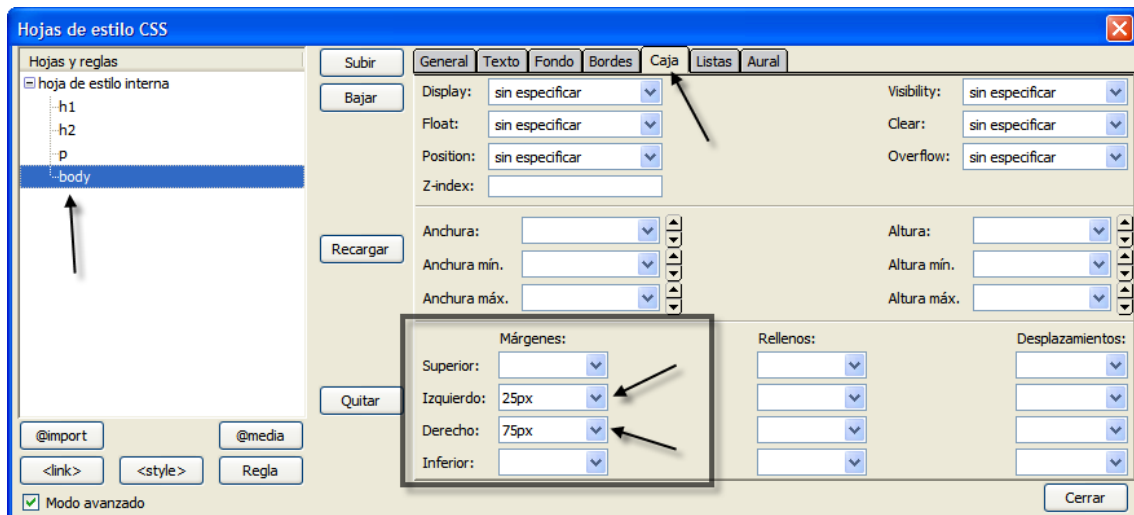 Hojas de estilo CSS
Hojas y reglas
hoja de estilo interna
h1
h2
p
body
@import
@media
<link>
<style>
Regla
Modo avanzado
Subir
Bajar
Recargar
Quitar
General Texto Fondo Bordes Caja Listas Aural
Display: sin especificar
Visibility: sin especificar
Float: sin especificar
Clear: sin especificar
Position: sin especificar
Overflow: sin especificar
Z-index:
Anchura:
Altura:
Anchura mín.
Altura mín.
Anchura máx.
Altura máx.
Márgenes:
Rellenos:
Desplazamientos:
Superior:
Izquierdo: 25px
Derecho: 75px
Inferior:
Cerrar